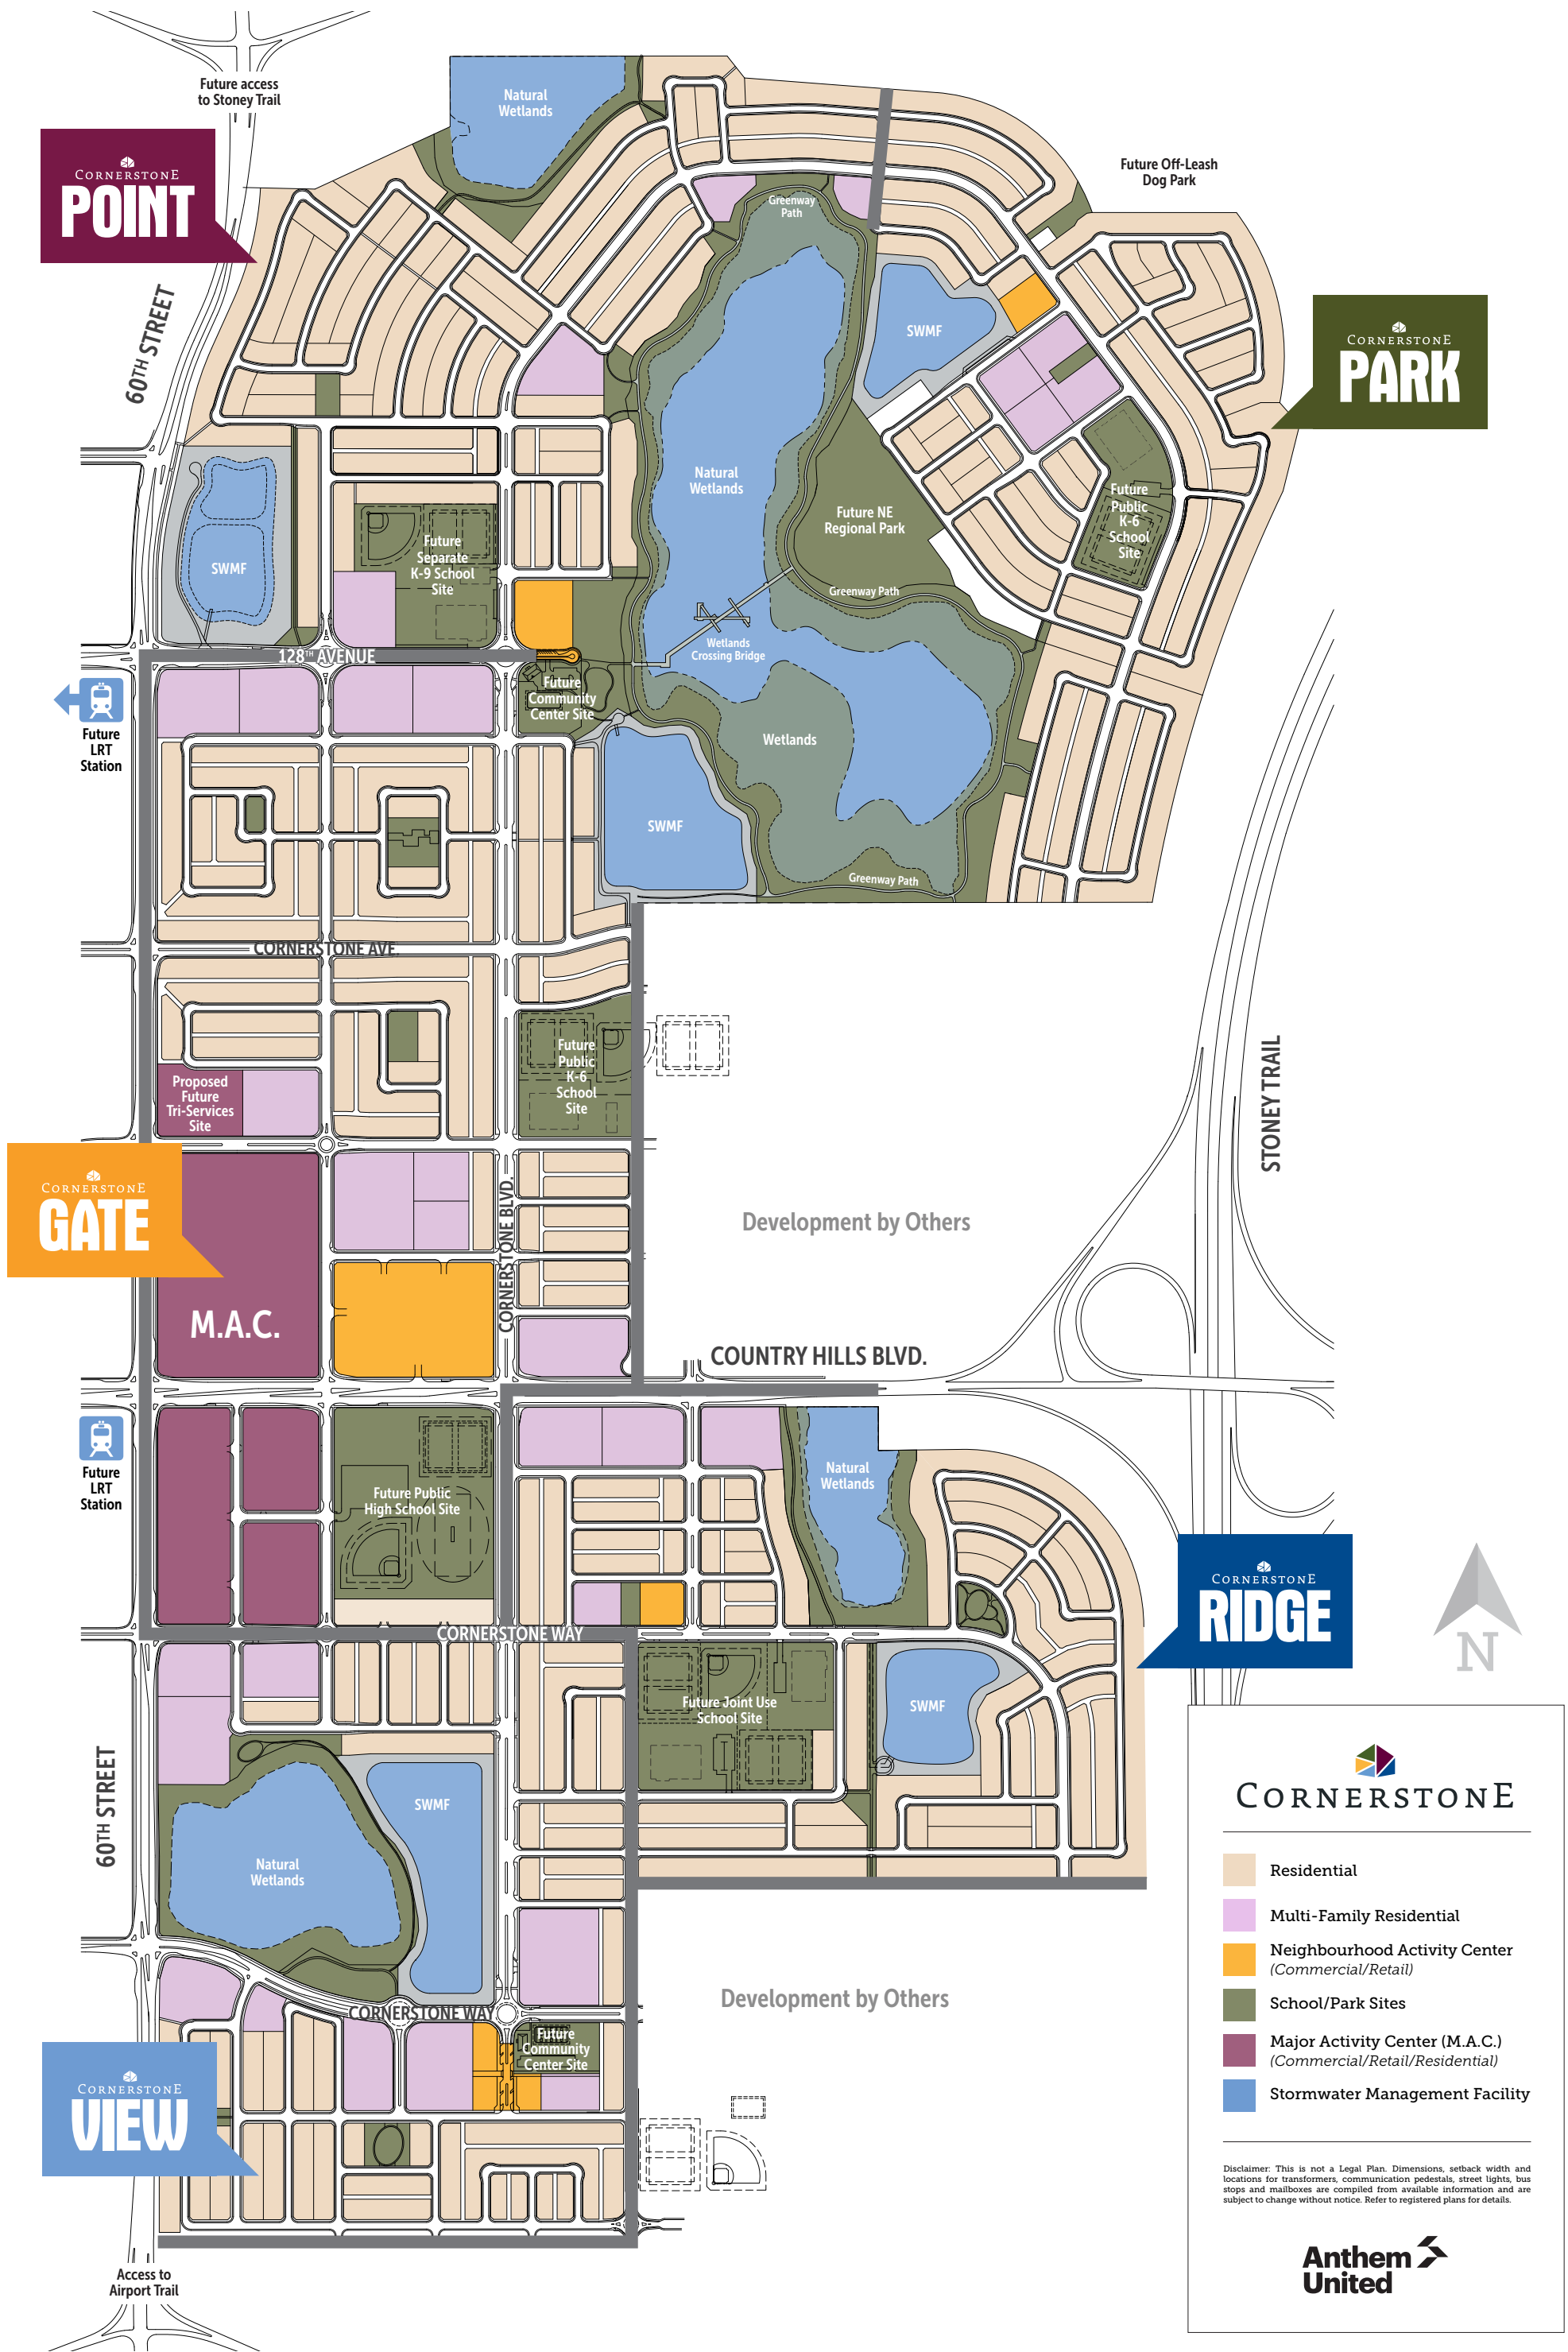 Future access
to Stoney Trail
Natural
Wetlands
CORNERSTONE
POINT
Future Off-Leash
Dog Park
Greenway
Path
60TH STREET
SWMF
CORNERSTONE
PARK
Natural
Wetlands
Future NE
Regional Park
Future
Public
K-6
School
Site
Future
Separate
K-9 School
Site
SWMF
Greenway Path
Wetlands
Crossing Bridge
128TH AVENUE
Future
Community
Center Site
Future
LRT
Station
Wetlands
SWMF
Greenway Path
CORNERSTONE AVE.
Future
Public
K-6
School
Site
Proposed
Future
Tri-Services
Site
STONEY TRAIL
CORNERSTONE
GATE
CORNERSTONE BLVD.
Development by Others
M.A.C.
COUNTRY HILLS BLVD.
Future
LRT
Station
Future Public
High School Site
Natural
Wetlands
CORNERSTONE
RIDGE
N
CORNERSTONE WAY
Future Joint Use
School Site
SWMF
60TH STREET
SWMF
Natural
Wetlands
Development by Others
CORNERSTONE WAY
Future
Community
Center Site
CORNERSTONE
VIEW
Access to
Airport Trail
CORNERSTONE
Residential
Multi-Family Residential
Neighbourhood Activity Center
(Commercial/Retail)
School/Park Sites
Major Activity Center (M.A.C.)
(Commercial/Retail/Residential)
Stormwater Management Facility
Disclaimer: This is not a Legal Plan. Dimensions, setback width and
locations for transformers, communication pedestals, street lights, bus
stops and mailboxes are compiled from available information and are
subject to change without notice. Refer to registered plans for details.
Anthem
United